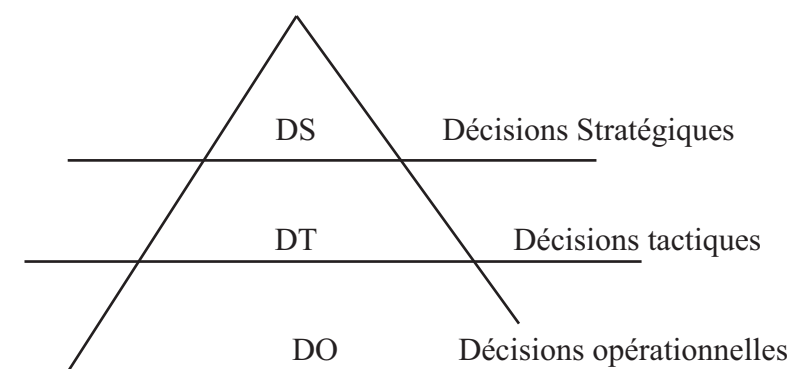 DS Décisions Stratégiques
DT Décisions tactiques
DO Décisions opérationnelles